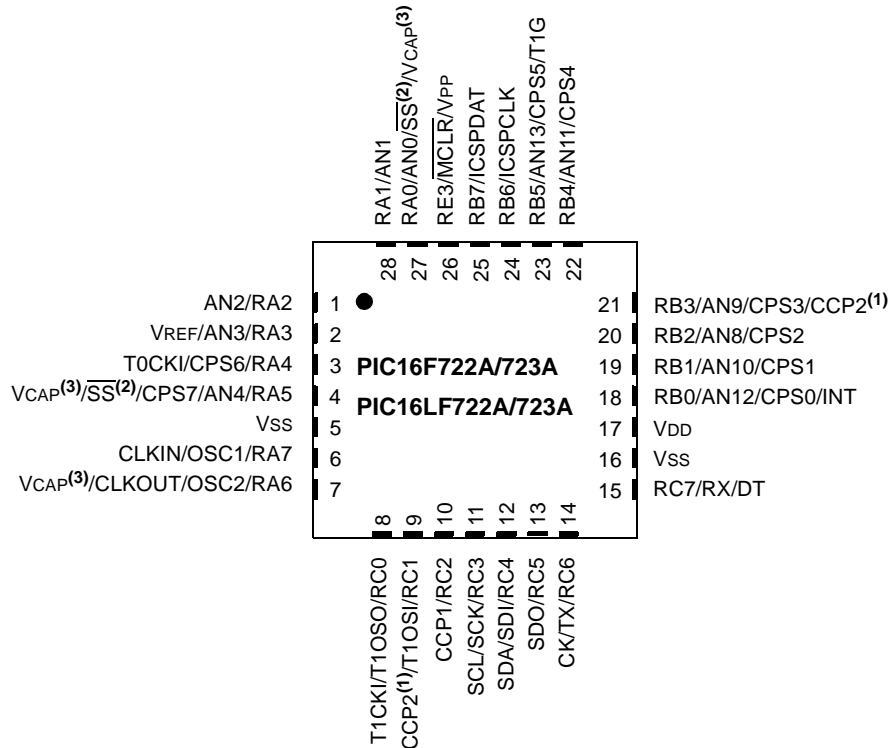 RA1/AN1
RA0/AN0/SS(2)/VCAP(3)
RE3/MCLR/VPP
RB7/ICSPDAT
RB6/ICSPCLK
RB5/AN13/CPS5/T1G
RB4/AN11/CPS4
28 27 26 25 24 23 22
AN2/RA2 1
VREF/AN3/RA3 2
T0CKI/CPS6/RA4 3
VCAP(3)/SS(2)/CPS7/AN4/RA5 4
VSS 5
CLKIN/OSC1/RA7 6
VCAP(3)/CLKOUT/OSC2/RA6 7
PIC16F722A/723A
PIC16LF722A/723A
21 RB3/AN9/CPS3/CCP2(1)
20 RB2/AN8/CPS2
19 RB1/AN10/CPS1
18 RB0/AN12/CPS0/INT
17 VDD
16 VSS
15 RC7/RX/DT
8 9 10 11 12 13 14
T1CKI/T1OSO/RC0
CCP2(1)/T1OSI/RC1
CCP1/RC2
SCL/SCK/RC3
SDA/SDI/RC4
SDO/RC5
CK/TX/RC6